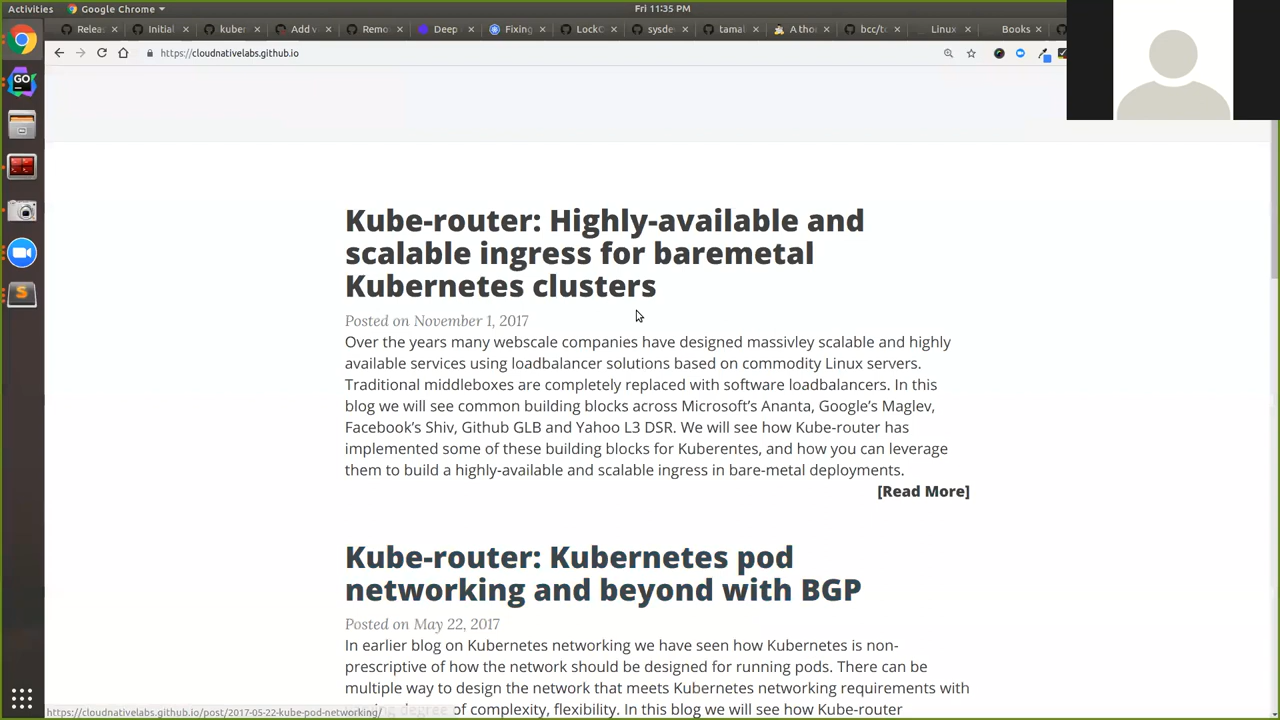 Activities
Google Chrome
Fri 11:35 PM
Relea
Initial
kuber
Add v
Remo
Deep
Fixing
LockC
sysde
tamal
A tho
bcc/t
Linux
Books
https://cloudnativelabs.github.io
GO
Kube-router: Highly-available and
scalable ingress for baremetal
Kubernetes clusters
Posted on November 1, 2017
Over the years many webscale companies have designed massivley scalable and highly
available services using loadbalancer solutions based on commodity Linux servers.
Traditional middleboxes are completely replaced with software loadbalancers. In this
blog we will see common building blocks across Microsoft's Ananta, Google's Maglev,
Facebook's Shiv, Github GLB and Yahoo L3 DSR. We will see how Kube-router has
implemented some of these building blocks for Kuberentes, and how you can leverage
them to build a highly-available and scalable ingress in bare-metal deployments.
[Read More]
Kube-router: Kubernetes pod
networking and beyond with BGP
Posted on May 22, 2017
In earlier blog on Kubernetes networking we have seen how Kubernetes is non-
prescriptive of how the network should be designed for running pods. There can be
multiple way to design the network that meets Kubernetes networking requirements with
degree of complexity, flexibility. In this blog we will see how Kube-router
https://cloudnativelabs.github.io/post/2017-05-22-kube-pod-networking/